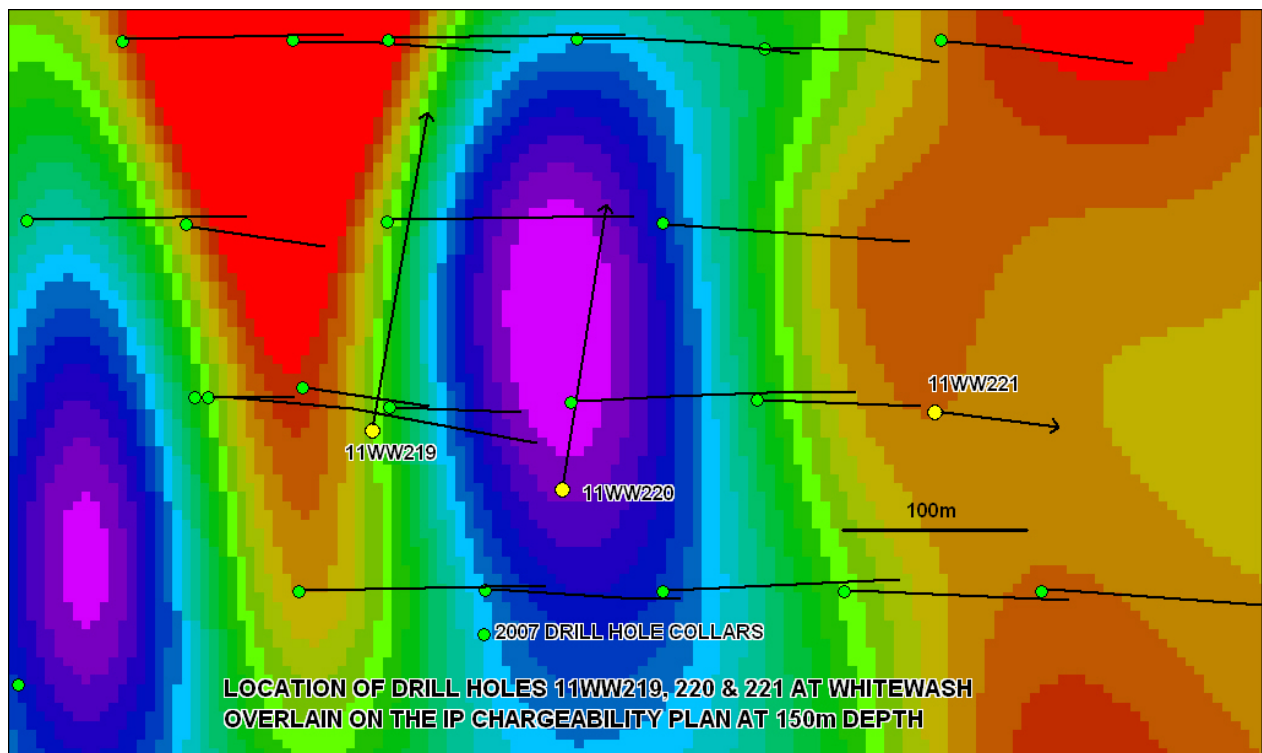 11WW221
11WW219
11WW220
100m
2007 DRILL HOLE COLLARS
LOCATION OF DRILL HOLES 11WW219, 220 & 221 AT WHITEWASH
OVERLAIN ON THE IP CHARGEABILITY PLAN AT 150m DEPTH